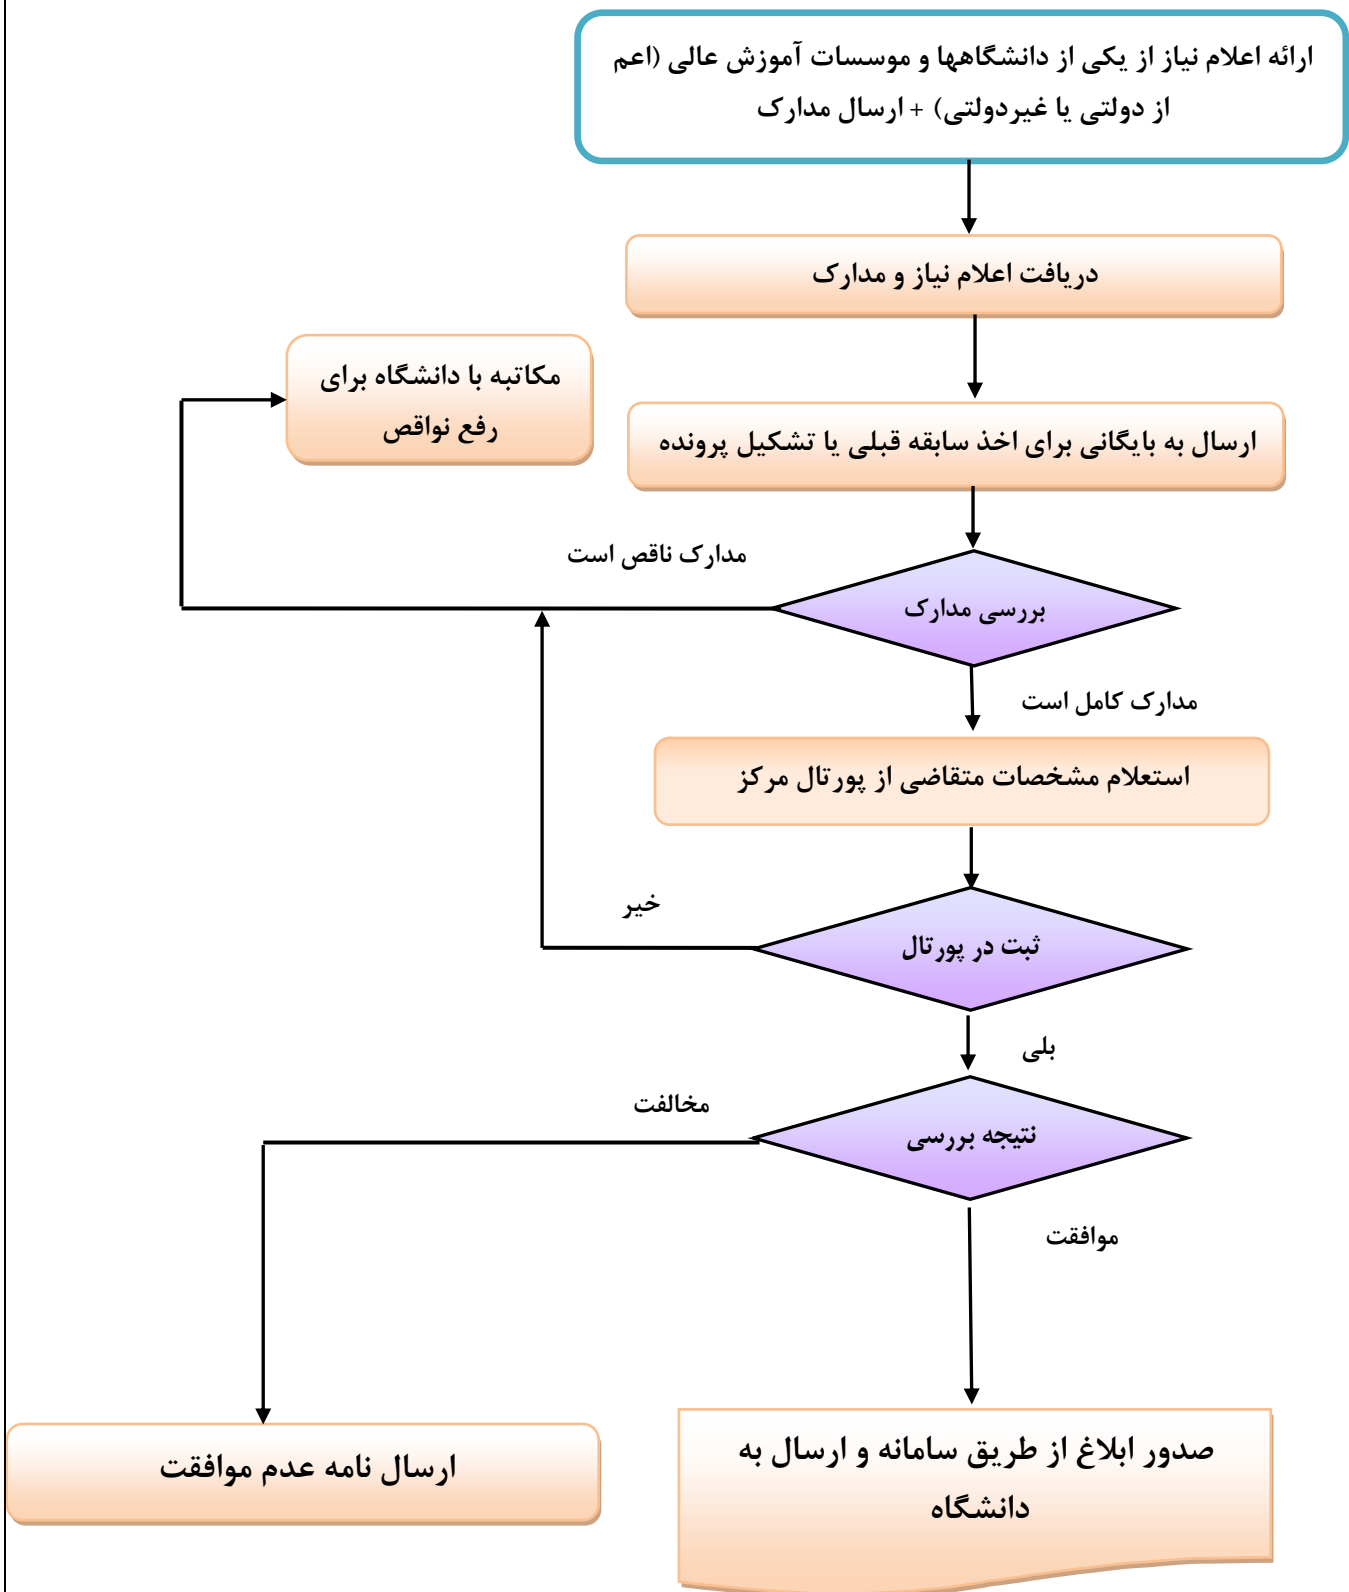 ارائه اعلام نیاز از یکی از دانشگاهها و موسسات آموزش عالی (اعم
از دولتی یا غیردولتی) + ارسال مدارک
دریافت اعلام نیاز و مدارک
مکاتبه با دانشگاه برای
رفع نواقص
ارسال به بایگانی برای اخذ سابقه قبلی یا تشکیل پرونده
مدارک ناقص است
بررسی مدارک
مدارک کامل است
استعلام مشخصات متقاضی از پورتال مرکز
خیر
ثبت در پورتال
بلی
مخالفت
نتیجه بررسی
موافقت
صدور ابلاغ از طریق سامانه و ارسال به
دانشگاه
ارسال نامه عدم موافقت